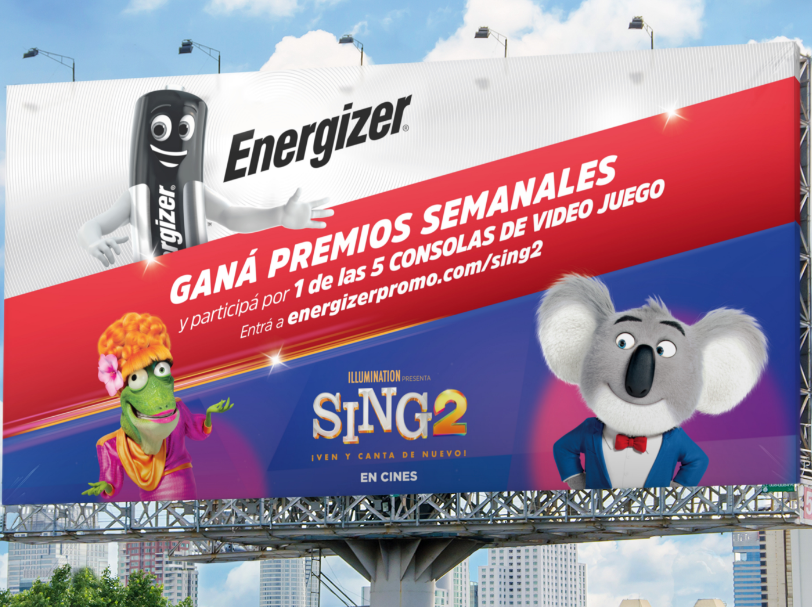 Energizer®
rgizer®
GANÁ PREMIOS SEMANALES
y participá por 1 de las 5 CONSOLAS DE VIDEO JUEGO
Entrá a energizerpromo.com/sing2
ILLUMINATION PRESENTA
SING2
¡VEN Y CANTA DE NUEVO!
EN CINES